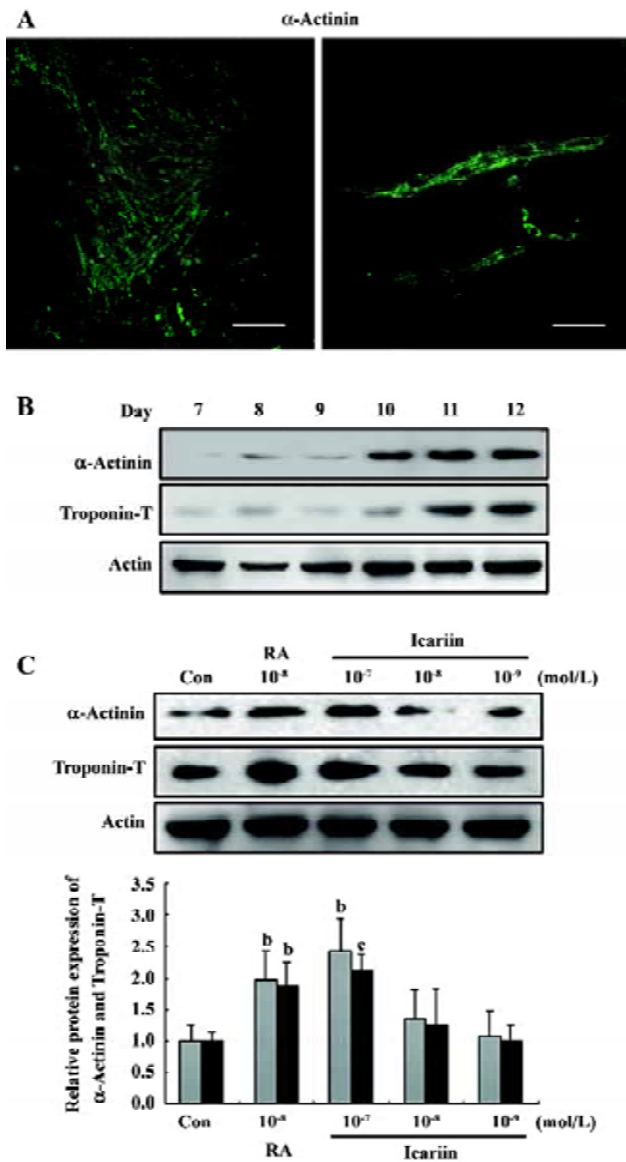 A
α-Actinin
B
Day 7 8 9 10 11 12
α-Actinin
Troponin-T
Actin
C
RA Icariin
Con 10⁻⁸ 10⁻⁷ 10⁻⁸ 10⁻⁹ (mol/L)
α-Actinin
Troponin-T
Actin
Relative protein expression of
α-Actinin and Troponin-T
3.5
3.0
2.5
2.0
1.5
1.0
0.5
0.0
b b b c
Con 10⁻⁸ 10⁻⁷ 10⁻⁸ 10⁻⁹ (mol/L)
RA Icariin